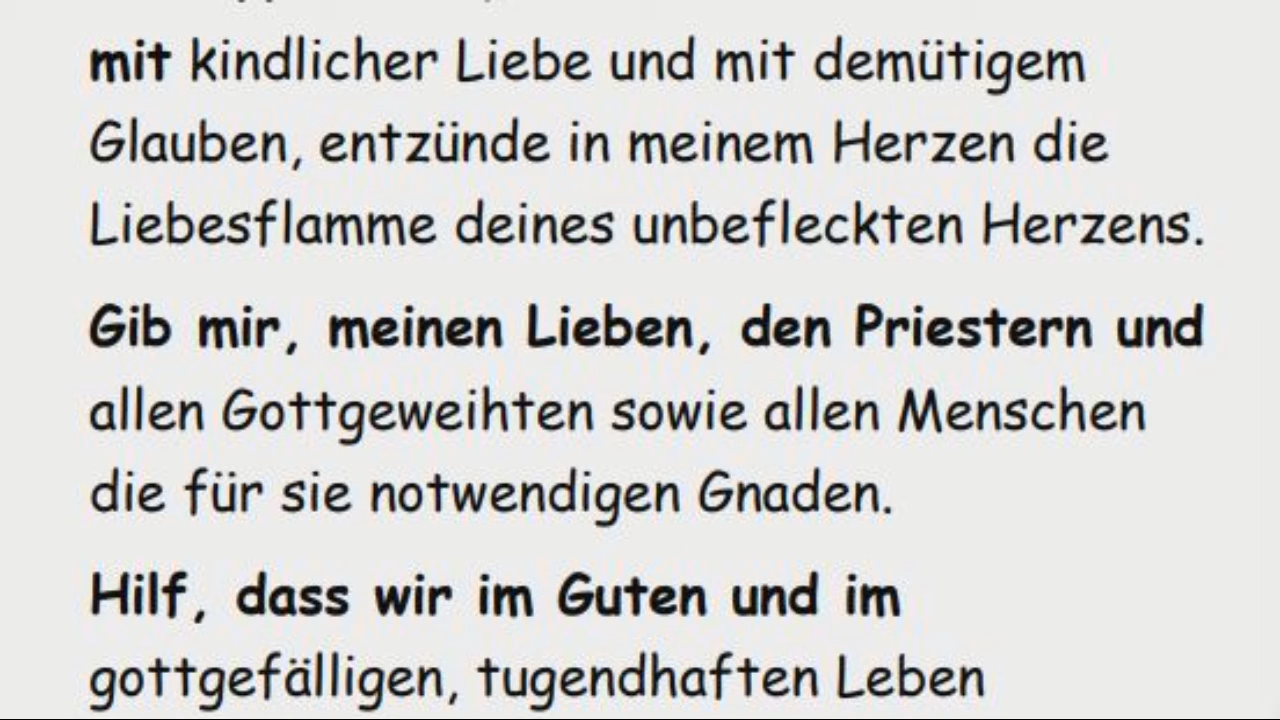 mit kindlicher Liebe und mit demütigem
Glauben, entzünde in meinem Herzen die
Liebesflamme deines unbefleckten Herzens.
Gib mir, meinen Lieben, den Priestern und
allen Gottgeweihten sowie allen Menschen
die für sie notwendigen Gnaden.
Hilf, dass wir im Guten und im
gottgefälligen, tugendhaften Leben